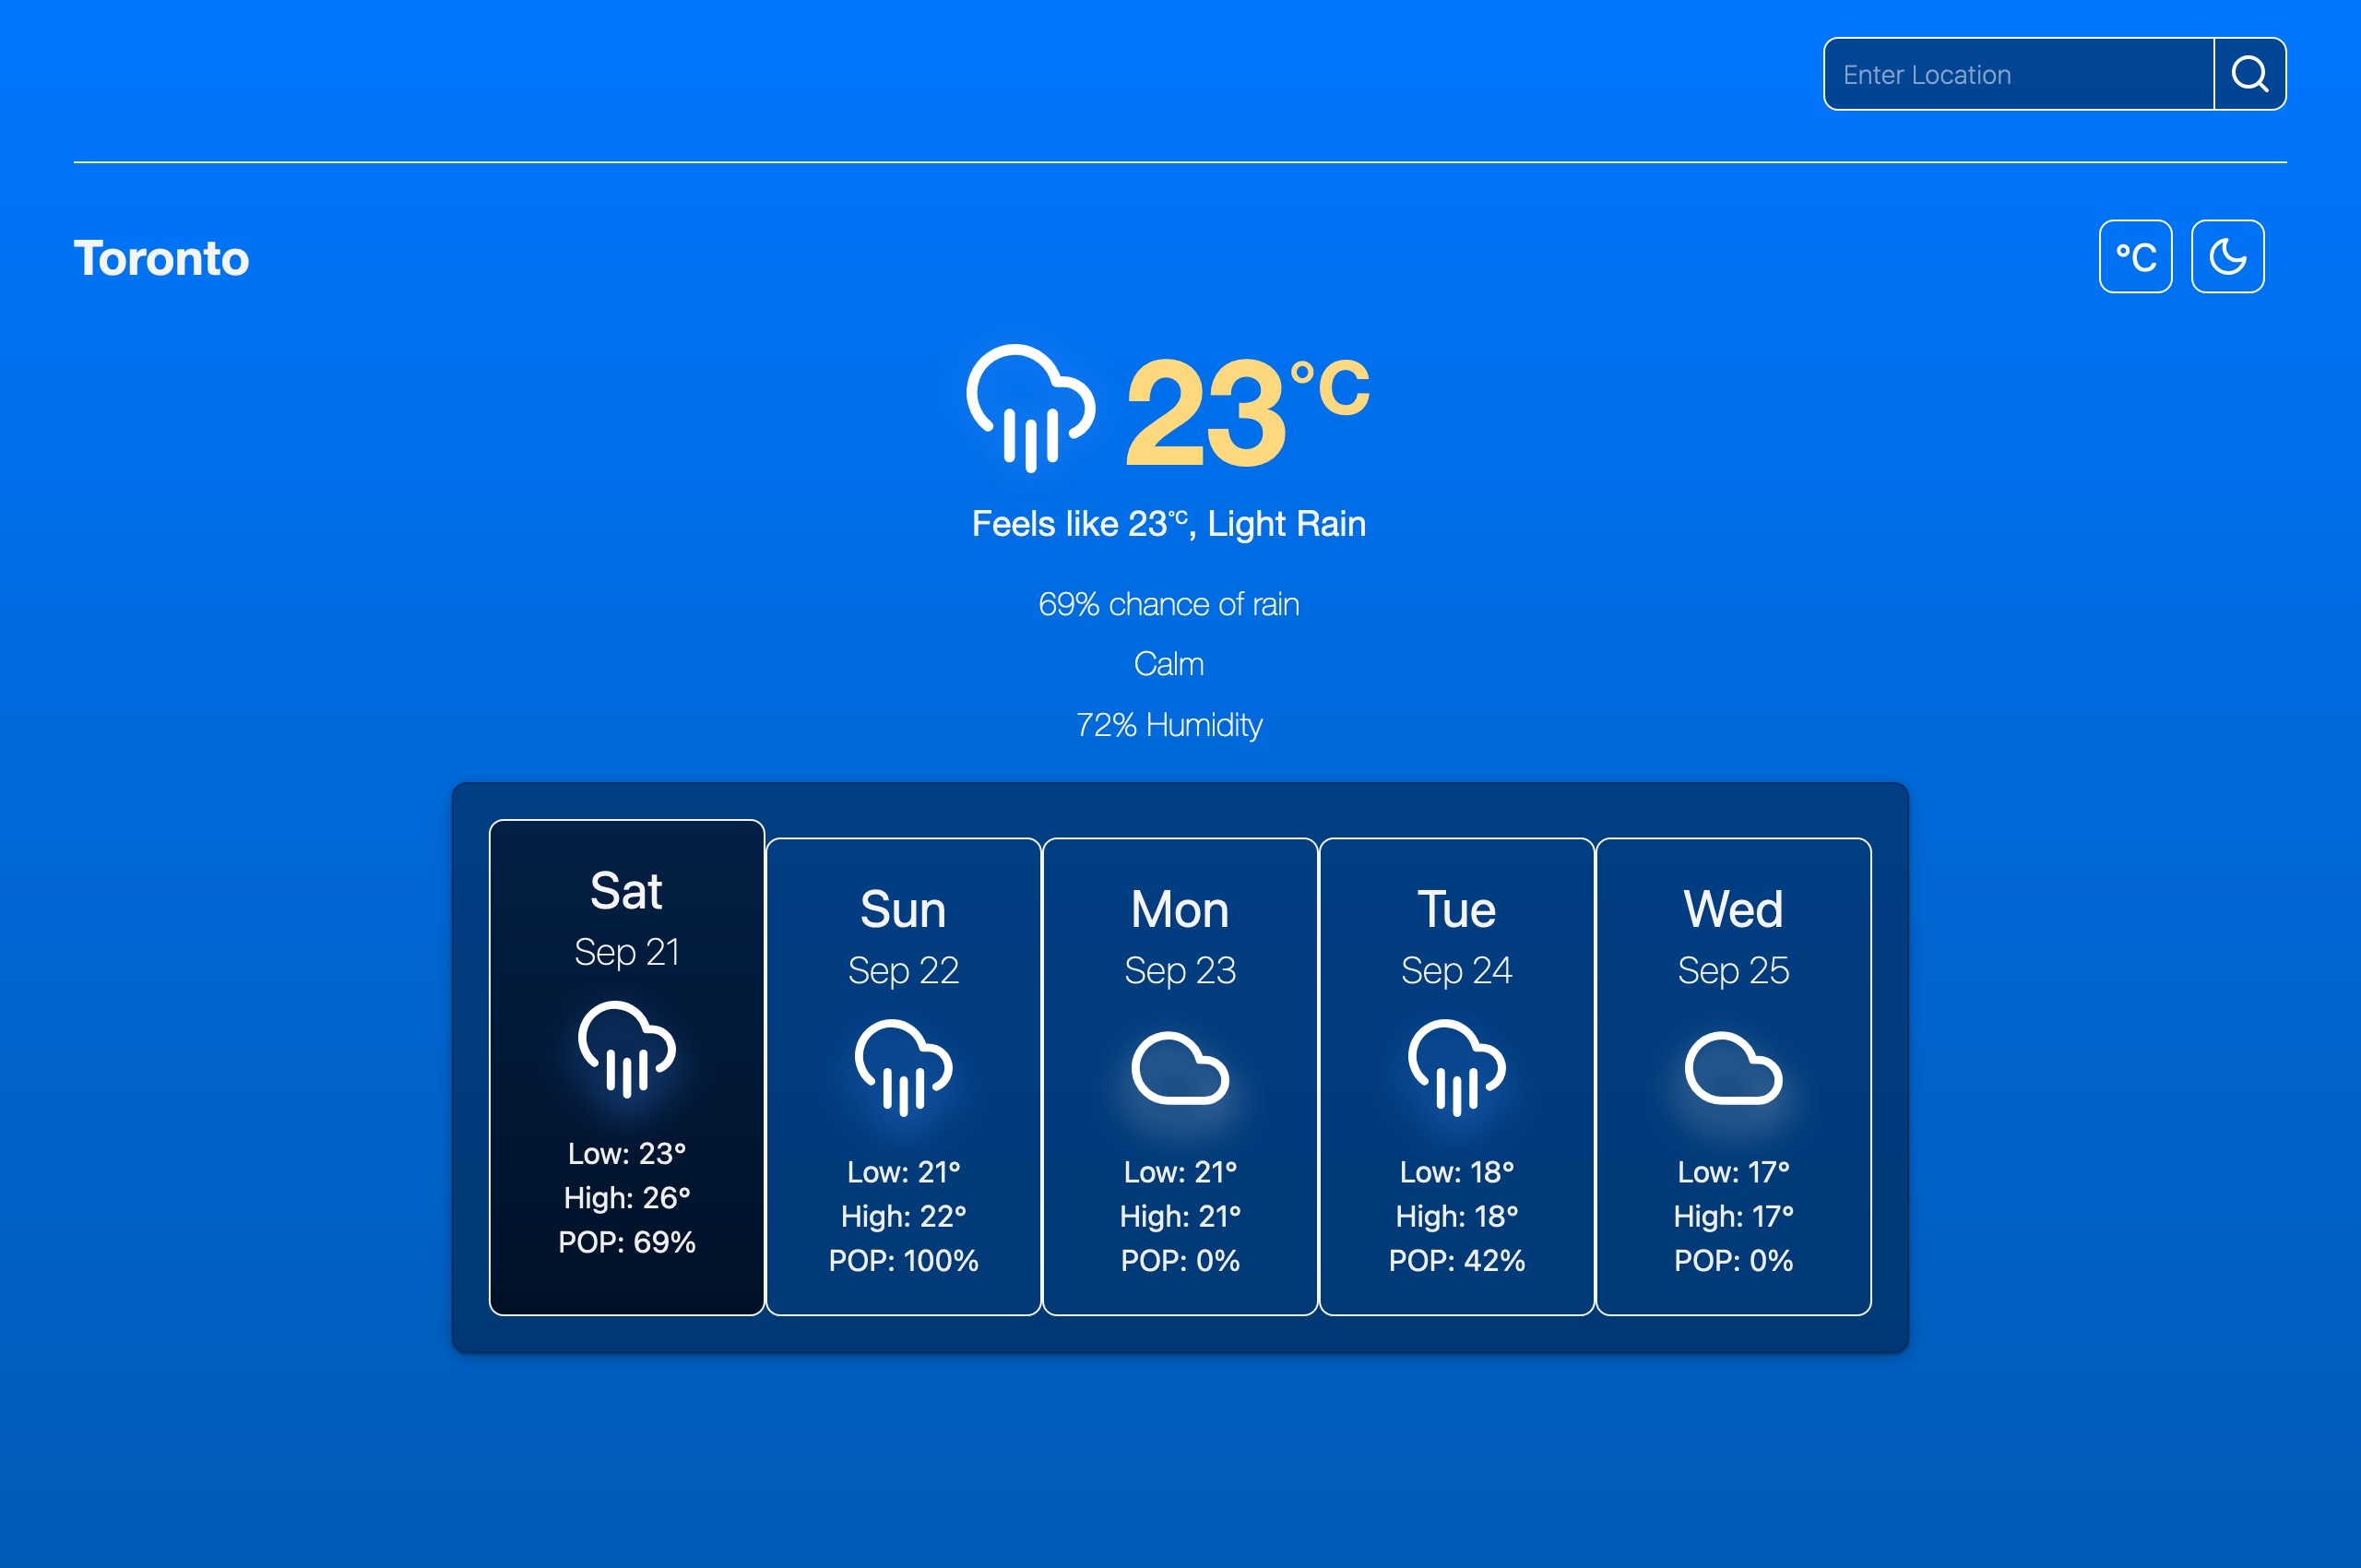 Enter Location
Toronto
°C
23°C
Feels like 23°C, Light Rain
69% chance of rain
Calm
72% Humidity
Sat
Sep 21
Low: 23°
High: 26°
POP: 69%
Sun
Sep 22
Low: 21°
High: 22°
POP: 100%
Mon
Sep 23
Low: 21°
High: 21°
POP: 0%
Tue
Sep 24
Low: 18°
High: 18°
POP: 42%
Wed
Sep 25
Low: 17°
High: 17°
POP: 0%